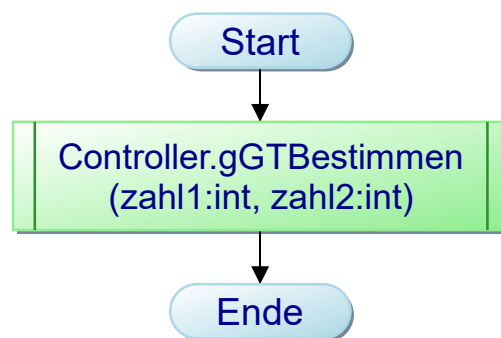 Start
Controller.gGTBestimmen
(zahl1:int, zahl2:int)
Ende